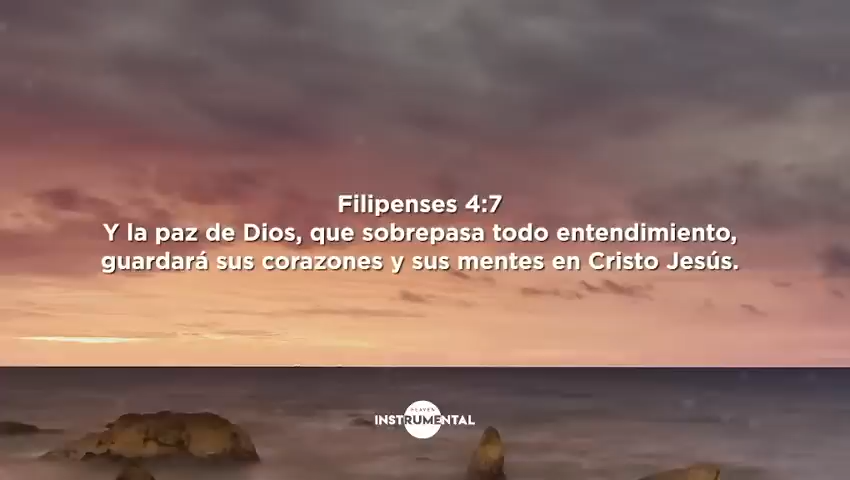 Filipenses 4:7
Y la paz de Dios, que sobrepasa todo entendimiento,
guardará sus corazones y sus mentes en Cristo Jesús.
INSTRUMENTAL